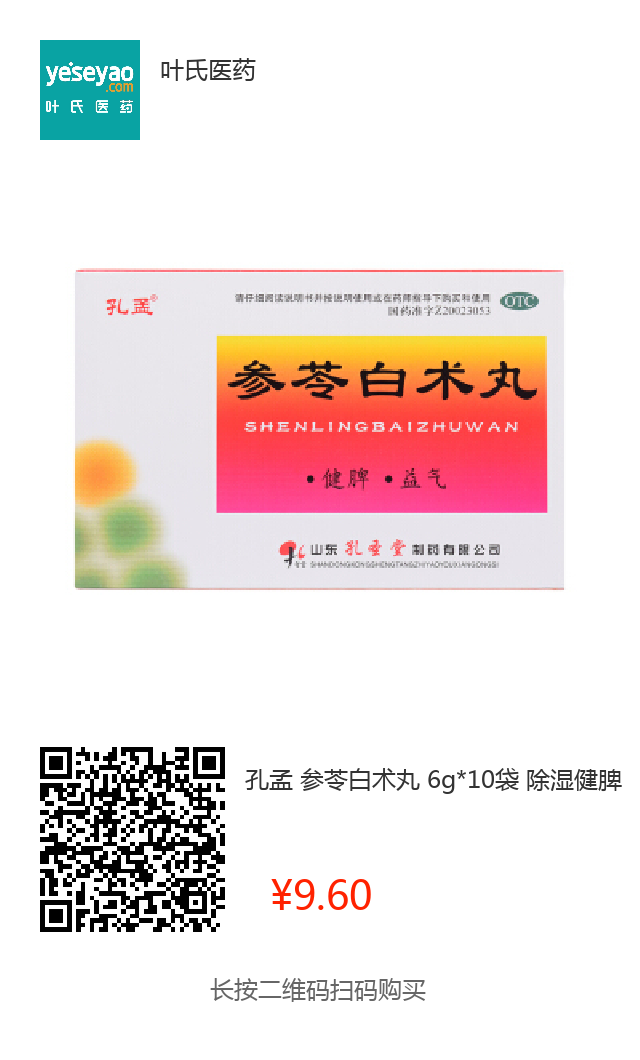 yeseyao
.com
叶氏医药
叶氏医药
孔孟®
请仔细阅读说明书并按说明使用或在药师指导下购买和使用
OTC
国药准字Z20023053
参苓白术丸
SHENLINGBAIZHUWAN
·健脾 ·益气
山东孔圣堂制药有限公司
SHANDONGKONGSHENGTANGZHIYAOYOUXIANGONGSI
孔孟 参苓白术丸 6g*10袋 除湿健脾
¥9.60
长按二维码扫码购买